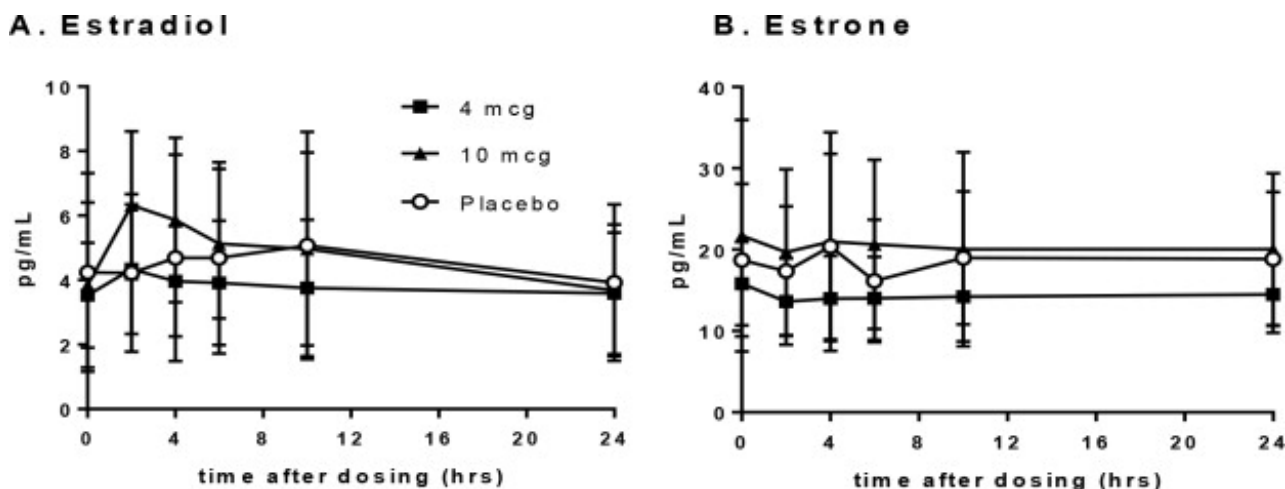 A. Estradiol
10
8
6
4
2
0
pg/mL
4 mcg
10 mcg
Placebo
0 4 8 12 16 20 24
time after dosing (hrs)
B. Estrone
40
30
20
10
0
pg/mL
0 4 8 12 16 20 24
time after dosing (hrs)